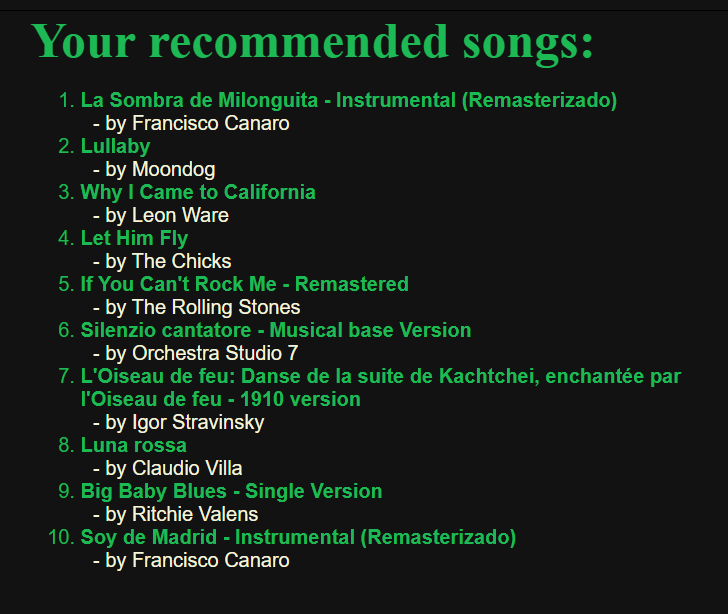 Your recommended songs:
1. La Sombra de Milonguita - Instrumental (Remasterizado)
- by Francisco Canaro
2. Lullaby
- by Moondog
3. Why I Came to California
- by Leon Ware
4. Let Him Fly
- by The Chicks
5. If You Can't Rock Me - Remastered
- by The Rolling Stones
6. Silenzio cantatore - Musical base Version
- by Orchestra Studio 7
7. L'Oiseau de feu: Danse de la suite de Kachtchei, enchantée par
l'Oiseau de feu - 1910 version
- by Igor Stravinsky
8. Luna rossa
- by Claudio Villa
9. Big Baby Blues - Single Version
- by Ritchie Valens
10. Soy de Madrid - Instrumental (Remasterizado)
- by Francisco Canaro